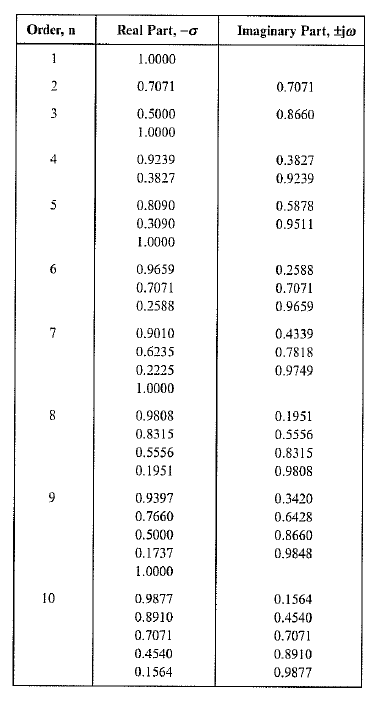 Order, n Real Part, −σ Imaginary Part, ±jω
1 1.0000
2 0.7071 0.7071
3 0.5000 0.8660
1.0000
4 0.9239 0.3827
0.3827 0.9239
5 0.8090 0.5878
0.3090 0.9511
1.0000
6 0.9659 0.2588
0.7071 0.7071
0.2588 0.9659
7 0.9010 0.4339
0.6235 0.7818
0.2225 0.9749
1.0000
8 0.9808 0.1951
0.8315 0.5556
0.5556 0.8315
0.1951 0.9808
9 0.9397 0.3420
0.7660 0.6428
0.5000 0.8660
0.1737 0.9848
1.0000
10 0.9877 0.1564
0.8910 0.4540
0.7071 0.7071
0.4540 0.8910
0.1564 0.9877